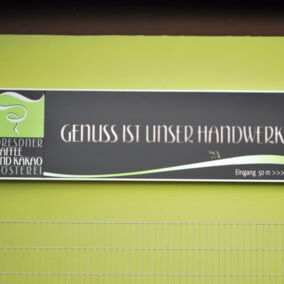 DRESDNER
KAFFEE
UND KAKAO
RÖSTEREI
GENUSS IST UNSER HANDWERK
Eingang 50 m >>>